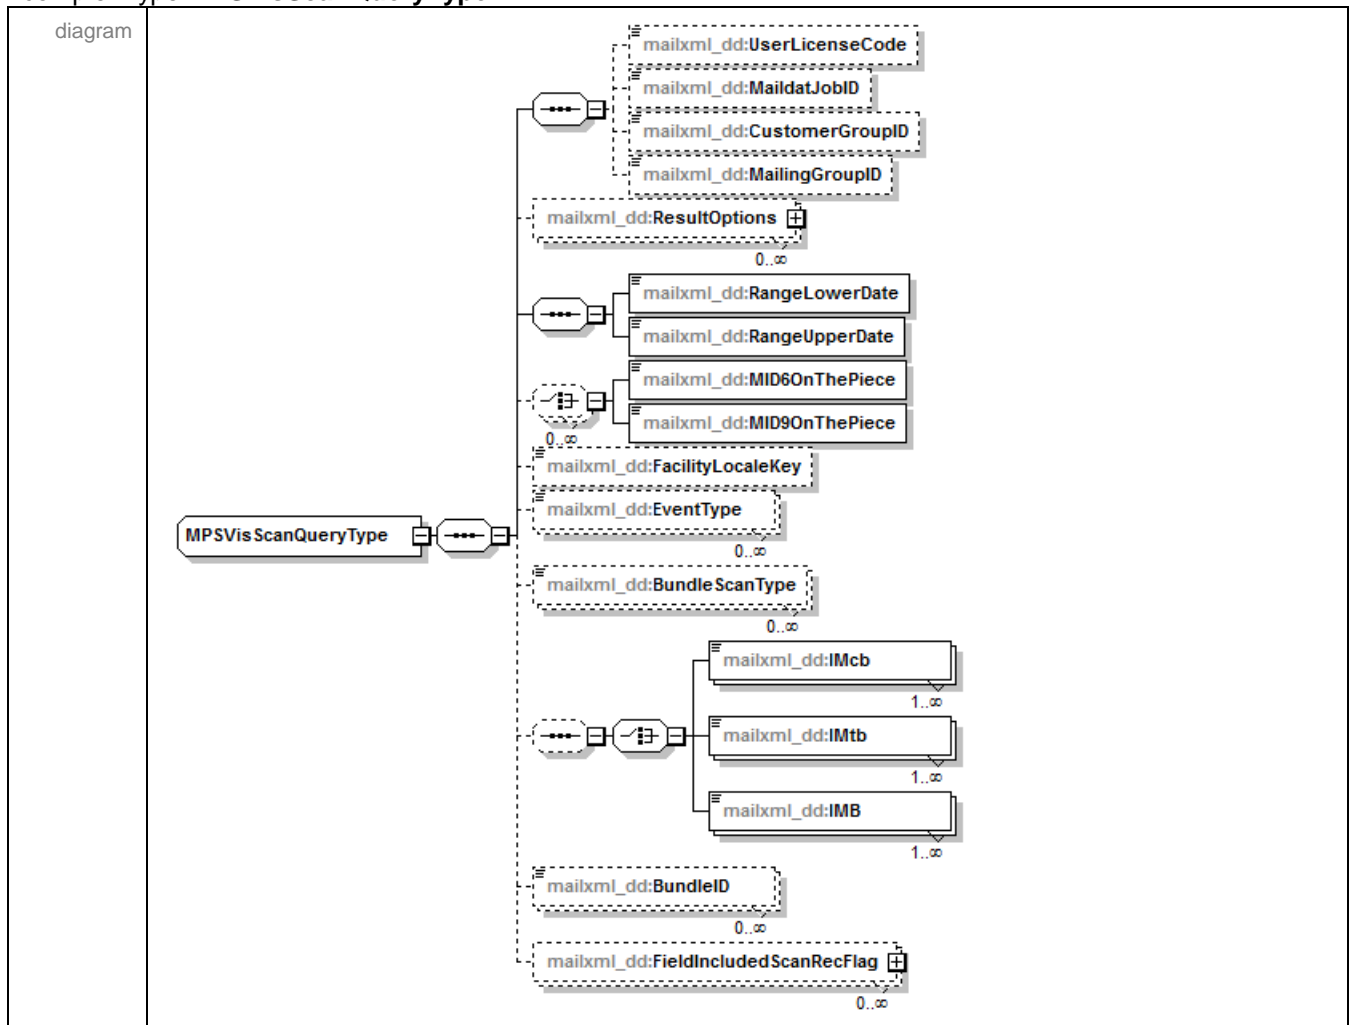 diagram
mailxml_dd:UserLicenseCode
mailxml_dd:MaildatJobID
mailxml_dd:CustomerGroupID
mailxml_dd:MailingGroupID
mailxml_dd:ResultOptions
0..∞
mailxml_dd:RangeLowerDate
mailxml_dd:RangeUpperDate
mailxml_dd:MID6OnThePiece
mailxml_dd:MID9OnThePiece
0..∞
mailxml_dd:FacilityLocaleKey
mailxml_dd:EventType
0..∞
MPSVisScanQueryType
mailxml_dd:BundleScanType
0..∞
mailxml_dd:IMcb
1..∞
mailxml_dd:IMtb
1..∞
mailxml_dd:IMB
1..∞
mailxml_dd:BundleID
0..∞
mailxml_dd:FieldIncludedScanRecFlag
0..∞